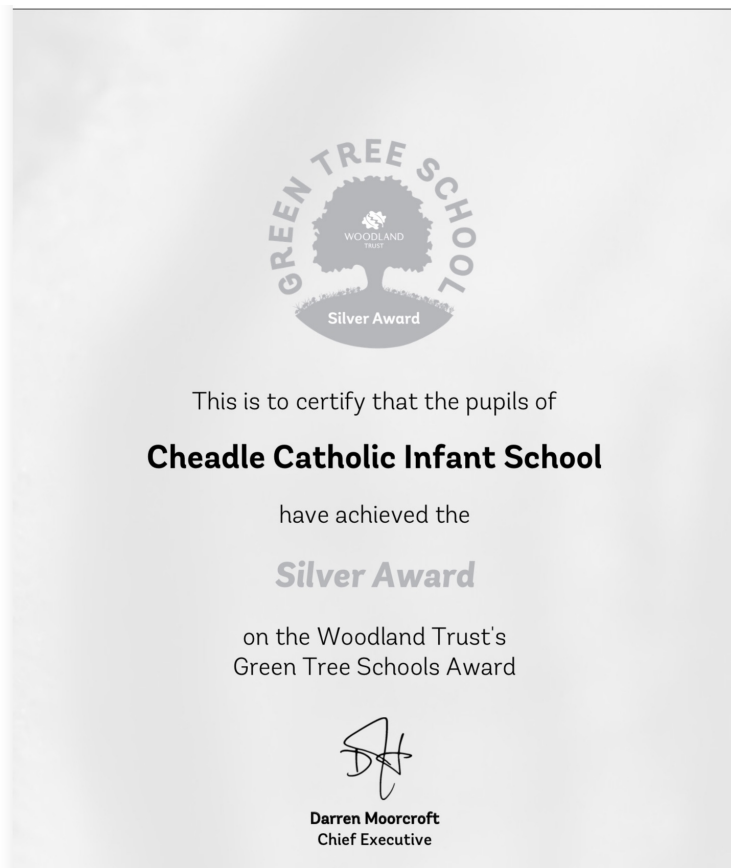 GREEN TREE SCHOOL
WOODLAND
TRUST
Silver Award
This is to certify that the pupils of
Cheadle Catholic Infant School
have achieved the
Silver Award
on the Woodland Trust's
Green Tree Schools Award
Darren Moorcroft
Chief Executive